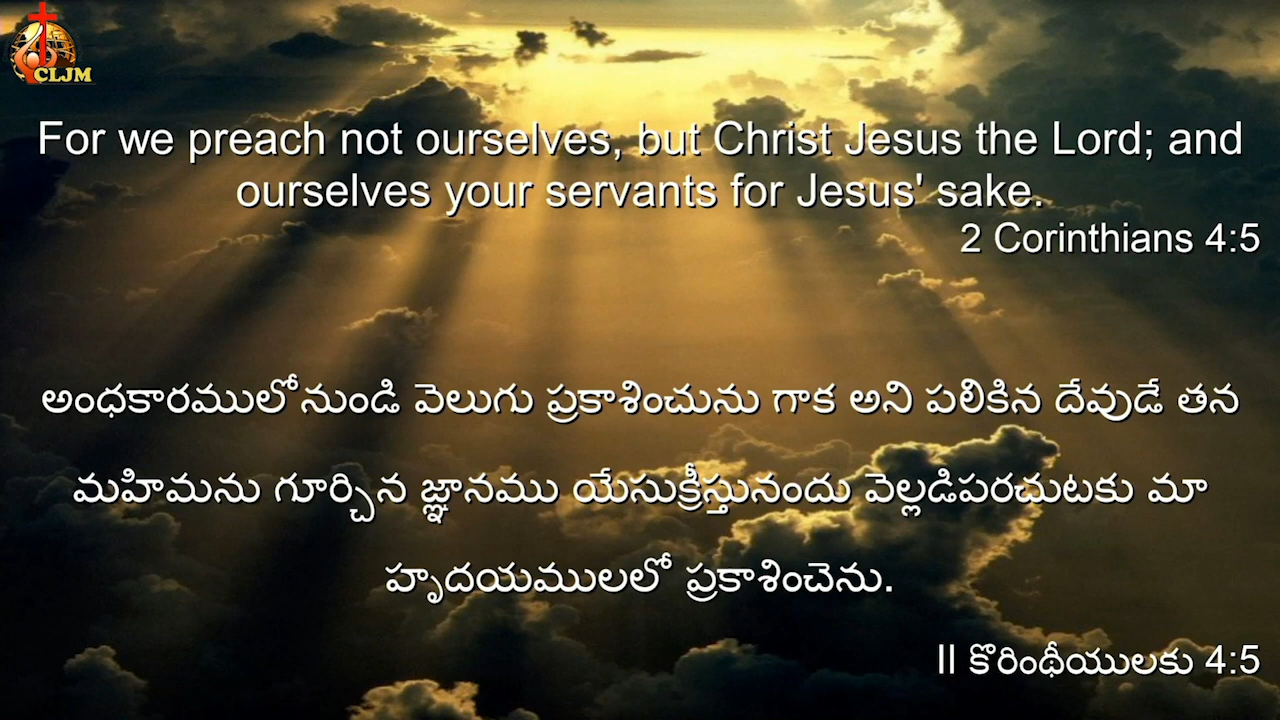 CLJM
For we preach not ourselves, but Christ Jesus the Lord; and
ourselves your servants for Jesus' sake.
2 Corinthians 4:5
అంధకారములోనుండి వెలుగు ప్రకాశించును గాక అని పలికిన దేవుడే తన
మహిమను గూర్చిన జ్ఞానము యేసుక్రీస్తునందు వెల్లడిపరచుటకు మా
హృదయములలో ప్రకాశించెను.
II కొరింథీయులకు 4:5